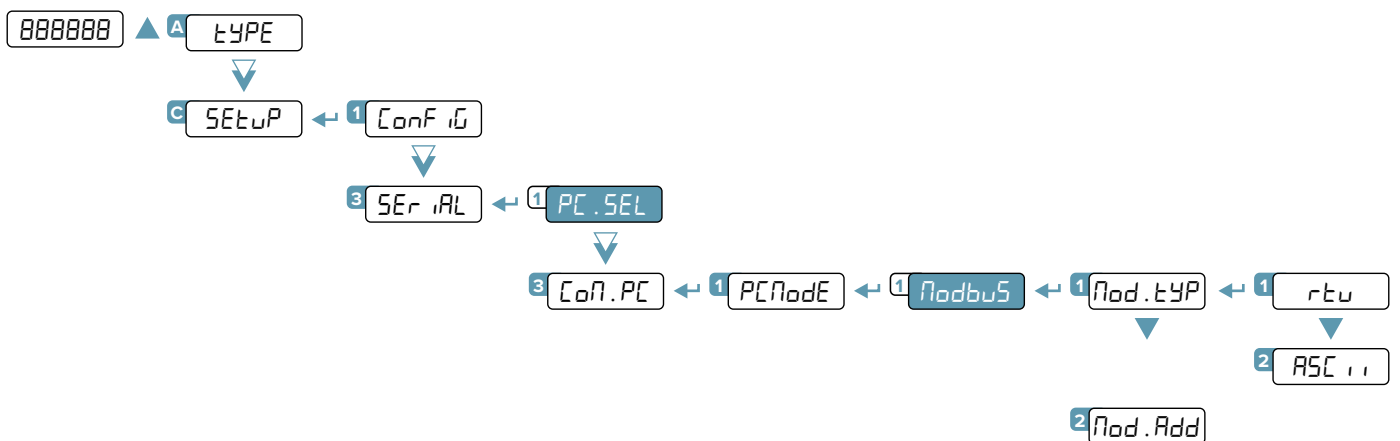 888888 A tYPE
C SEtuP 1 ConFiG
3 SEriAL 1 PC.SEL
3 CoM.PC 1 PCModE 1 ModbuS 1 Mod.tYP 1 rtu
2 ASCii
2 Mod.Add